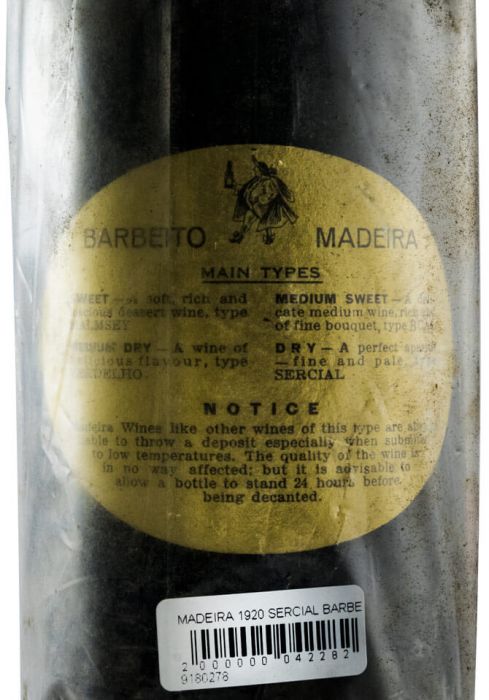 BARBEITO MADEIRA
MAIN TYPES
SWEET — A soft, rich and
dessert wine, type
MALMSEY
MEDIUM SWEET — A
cate medium wine, rich
of fine bouquet, type
MEDIUM DRY — A wine of
delicious flavour, type
VERDELHO
DRY — A perfect
— fine and pale,
SERCIAL
NOTICE
Madeira Wines like other wines of this type are
to throw a deposit especially when
to low temperatures. The quality of the wine is
in no way affected; but it is advisable to
allow a bottle to stand 24 hours before
being decanted.
MADEIRA 1920 SERCIAL BARBE
2 000000 042282
9180278